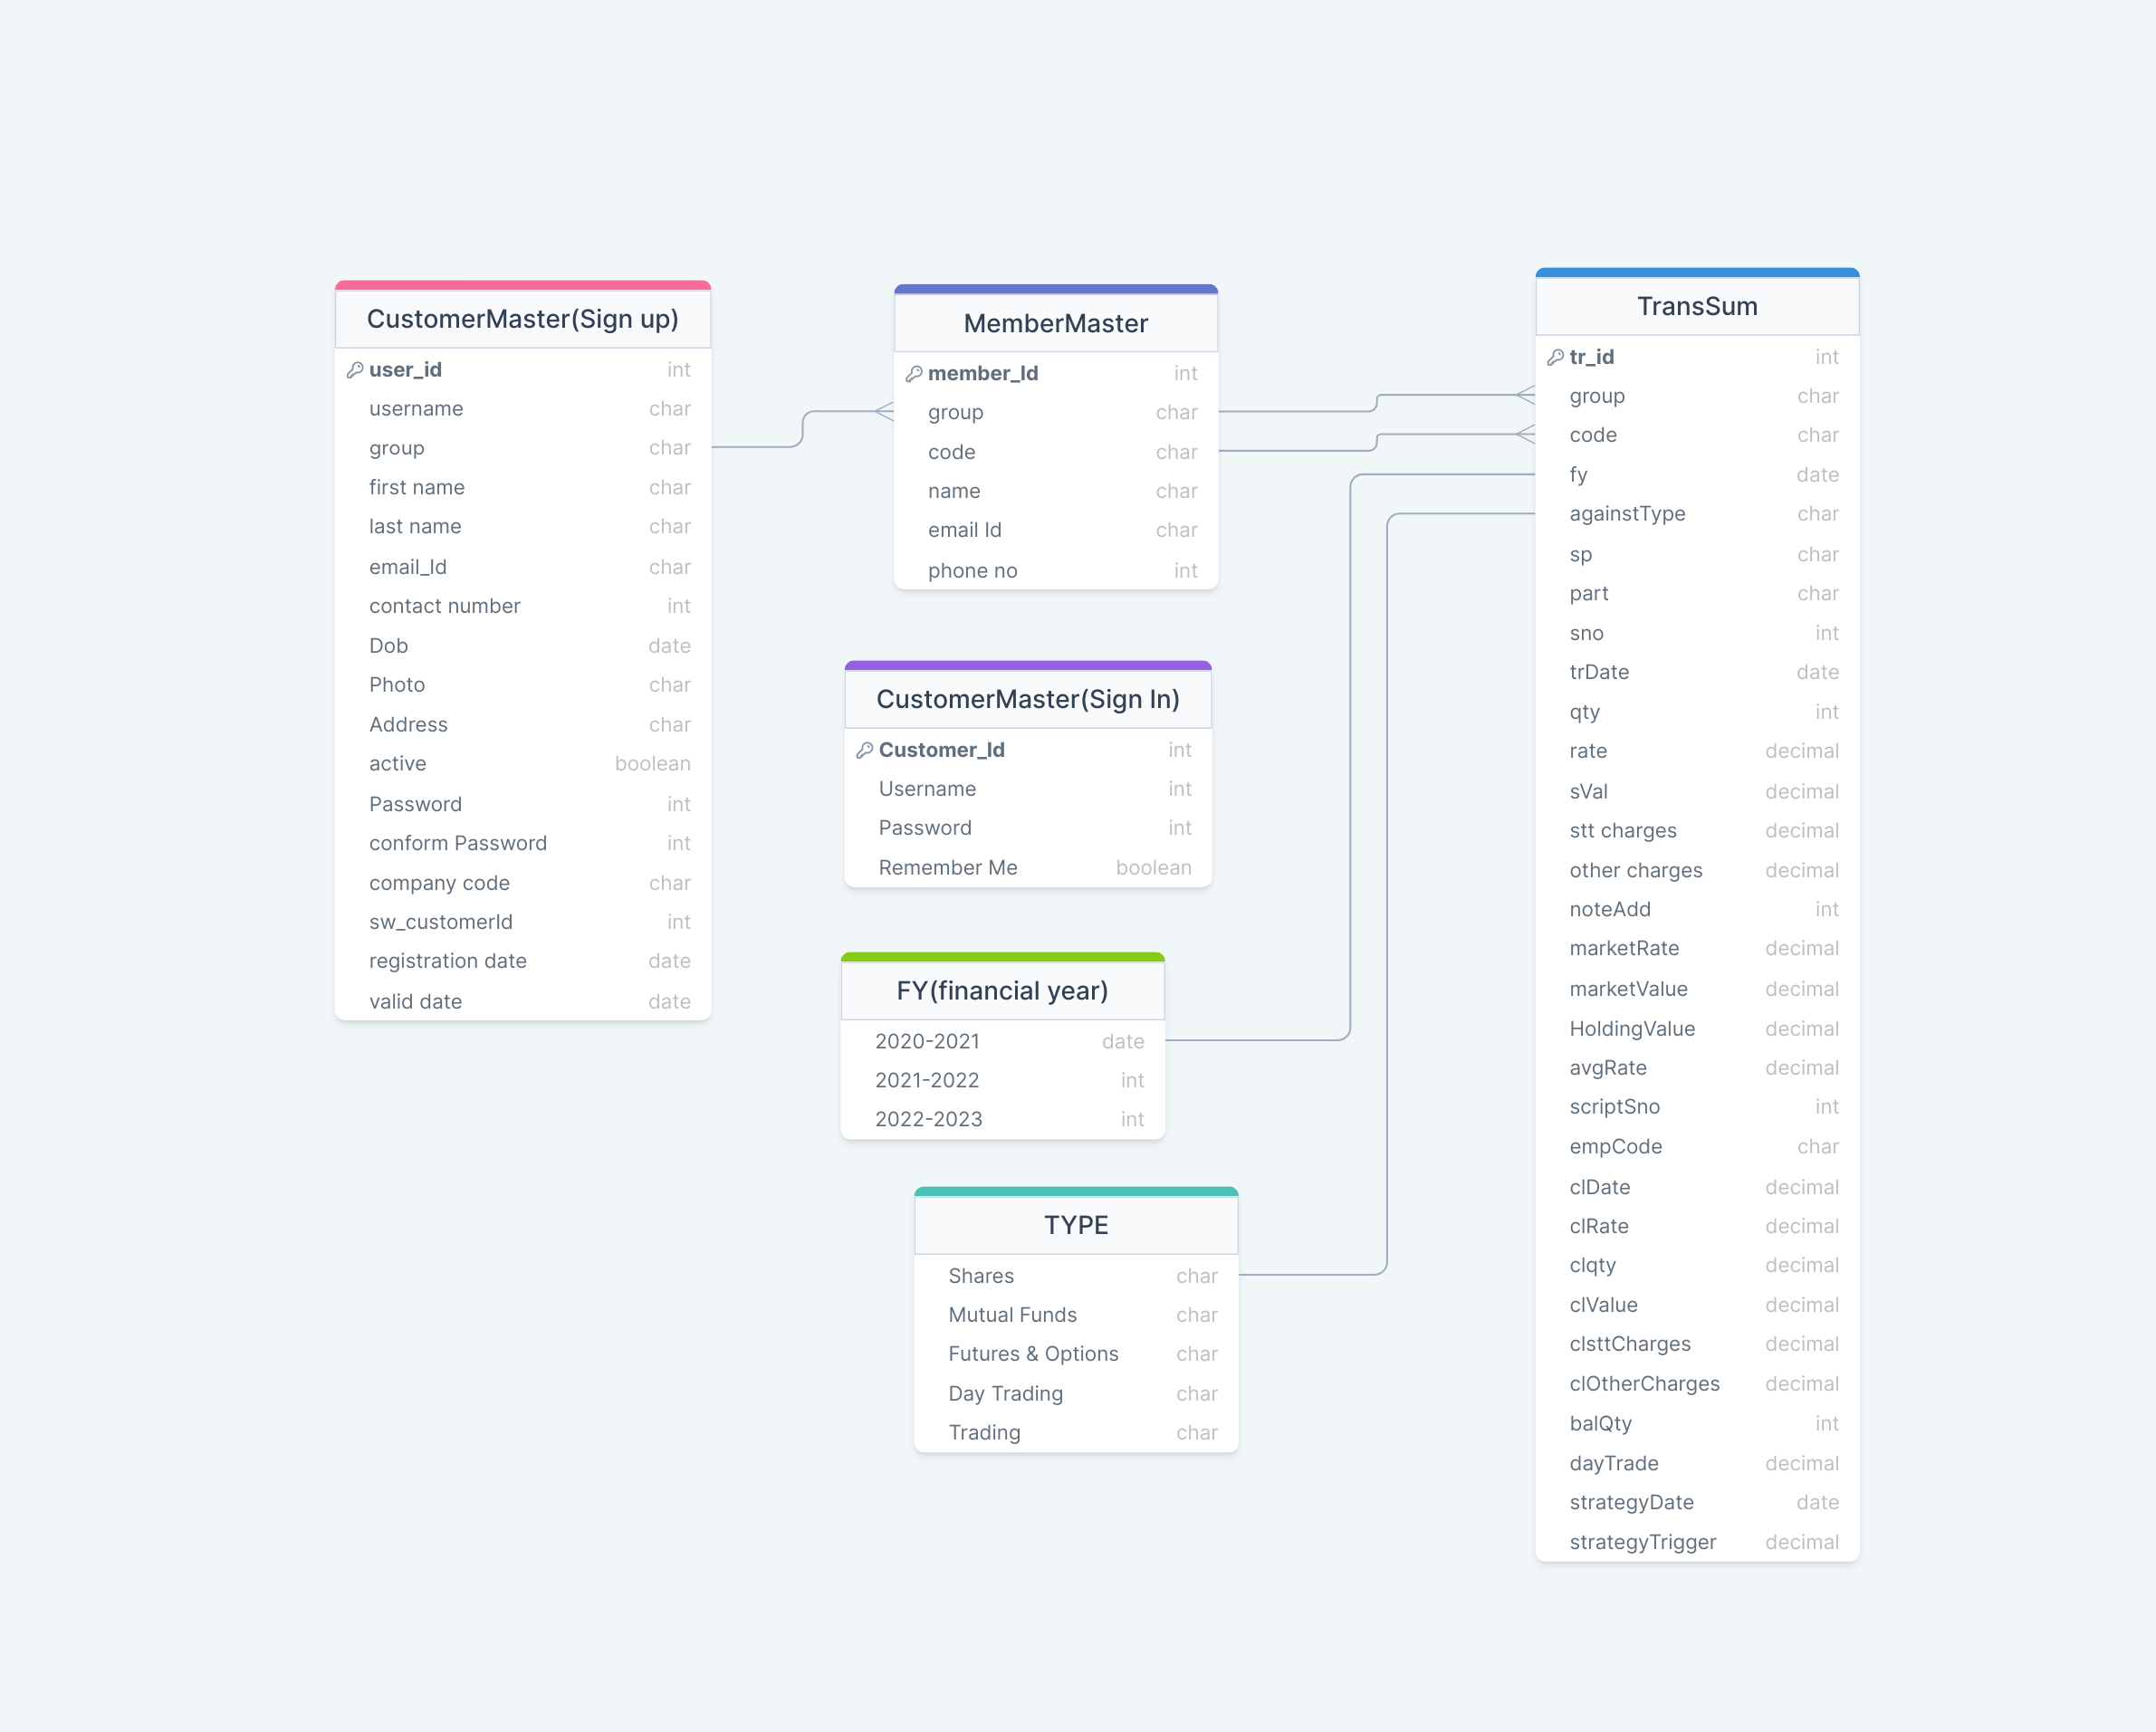 CustomerMaster(Sign up)
user_id int
username char
group char
first name char
last name char
email_Id char
contact number int
Dob date
Photo char
Address char
active boolean
Password int
conform Password int
company code char
sw_customerId int
registration date date
valid date date
MemberMaster
member_Id int
group char
code char
name char
email Id char
phone no int
CustomerMaster(Sign In)
Customer_Id int
Username int
Password int
Remember Me boolean
FY(financial year)
2020-2021 date
2021-2022 int
2022-2023 int
TYPE
Shares char
Mutual Funds char
Futures & Options char
Day Trading char
Trading char
TransSum
tr_id int
group char
code char
fy date
againstType char
sp char
part char
sno int
trDate date
qty int
rate decimal
sVal decimal
stt charges decimal
other charges decimal
noteAdd int
marketRate decimal
marketValue decimal
HoldingValue decimal
avgRate decimal
scriptSno int
empCode char
clDate decimal
clRate decimal
clqty decimal
clValue decimal
clsttCharges decimal
clOtherCharges decimal
balQty int
dayTrade decimal
strategyDate date
strategyTrigger decimal